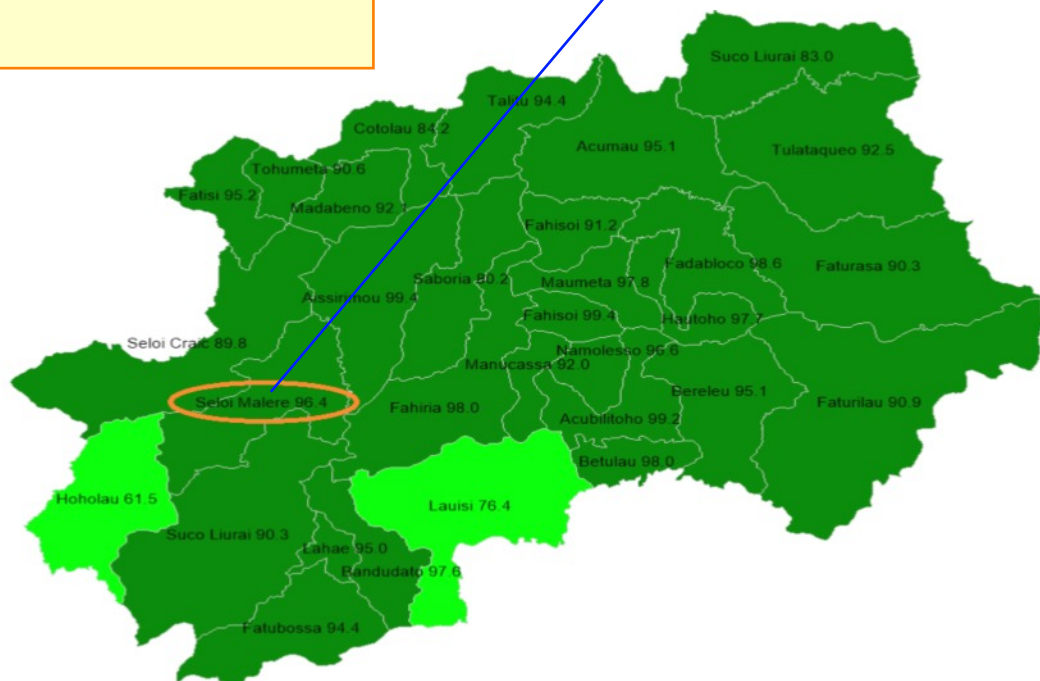 Suco Liurai 83.0
Talitu 94.4
Cotolau 84.2
Acumau 95.1
Tulataqueo 92.5
Tohumeta 90.6
Fatisi 95.2
Madabeno 92.1
Fahisoi 91.2
Fadabloco 98.6
Faturasa 90.3
Saboria 80.2
Maumeta 97.8
Aissirimou 99.4
Fahisoi 99.4
Hautoho 97.7
Seloi Craic 89.8
Namolesso 96.6
Manucassa 92.0
Bereleu 95.1
Seloi Malere 96.4
Fahiria 98.0
Faturilau 90.9
Acubilitoho 99.2
Betulau 98.0
Hoholau 61.5
Lauisi 76.4
Suco Liurai 90.3
Lahae 95.0
Bandudato 97.6
Fatubossa 94.4